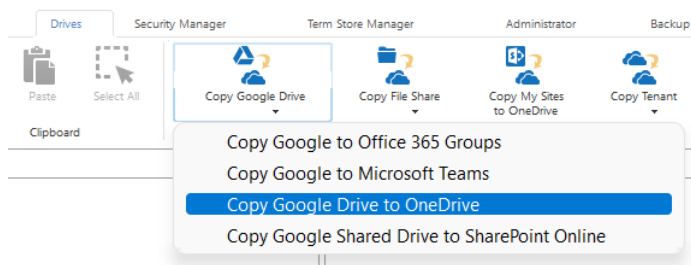 Drives Security Manager Term Store Manager Administrator Backup
Paste Select All Copy Google Drive Copy File Share Copy My Sites Copy Tenant
to OneDrive
Clipboard
Copy Google to Office 365 Groups
Copy Google to Microsoft Teams
Copy Google Drive to OneDrive
Copy Google Shared Drive to SharePoint Online